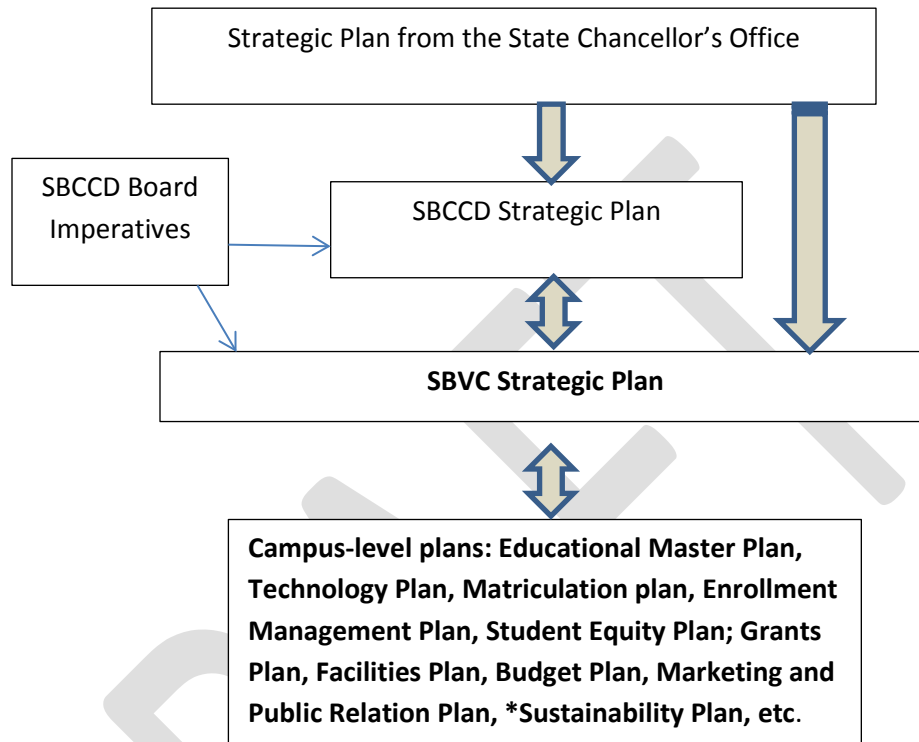 Strategic Plan from the State Chancellor’s Office
SBCCD Board
Imperatives
SBCCD Strategic Plan
SBVC Strategic Plan
Campus-level plans: Educational Master Plan,
Technology Plan, Matriculation plan, Enrollment
Management Plan, Student Equity Plan; Grants
Plan, Facilities Plan, Budget Plan, Marketing and
Public Relation Plan, *Sustainability Plan, etc.